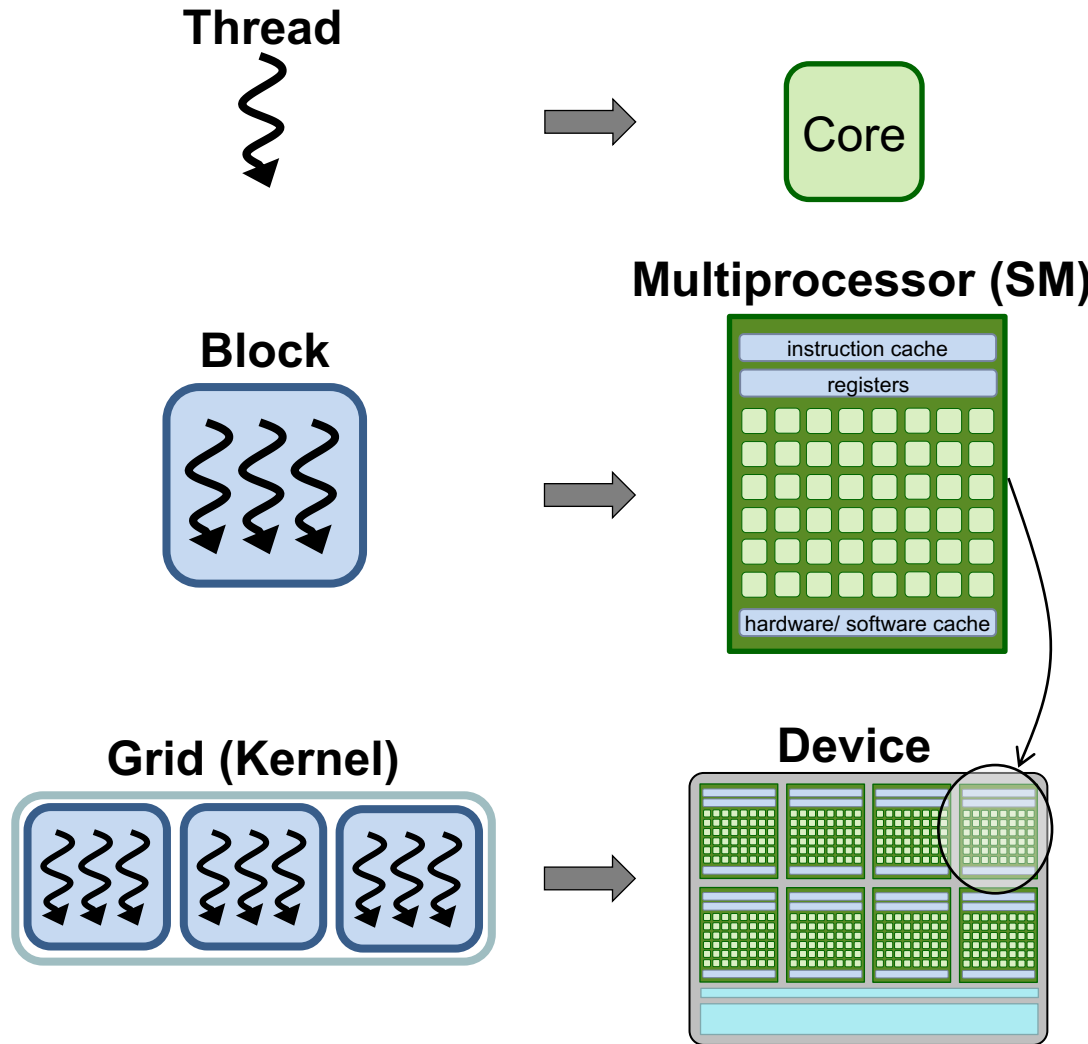 Thread
Core
Multiprocessor (SM)
Block
instruction cache
registers
hardware/ software cache
Grid (Kernel)
Device